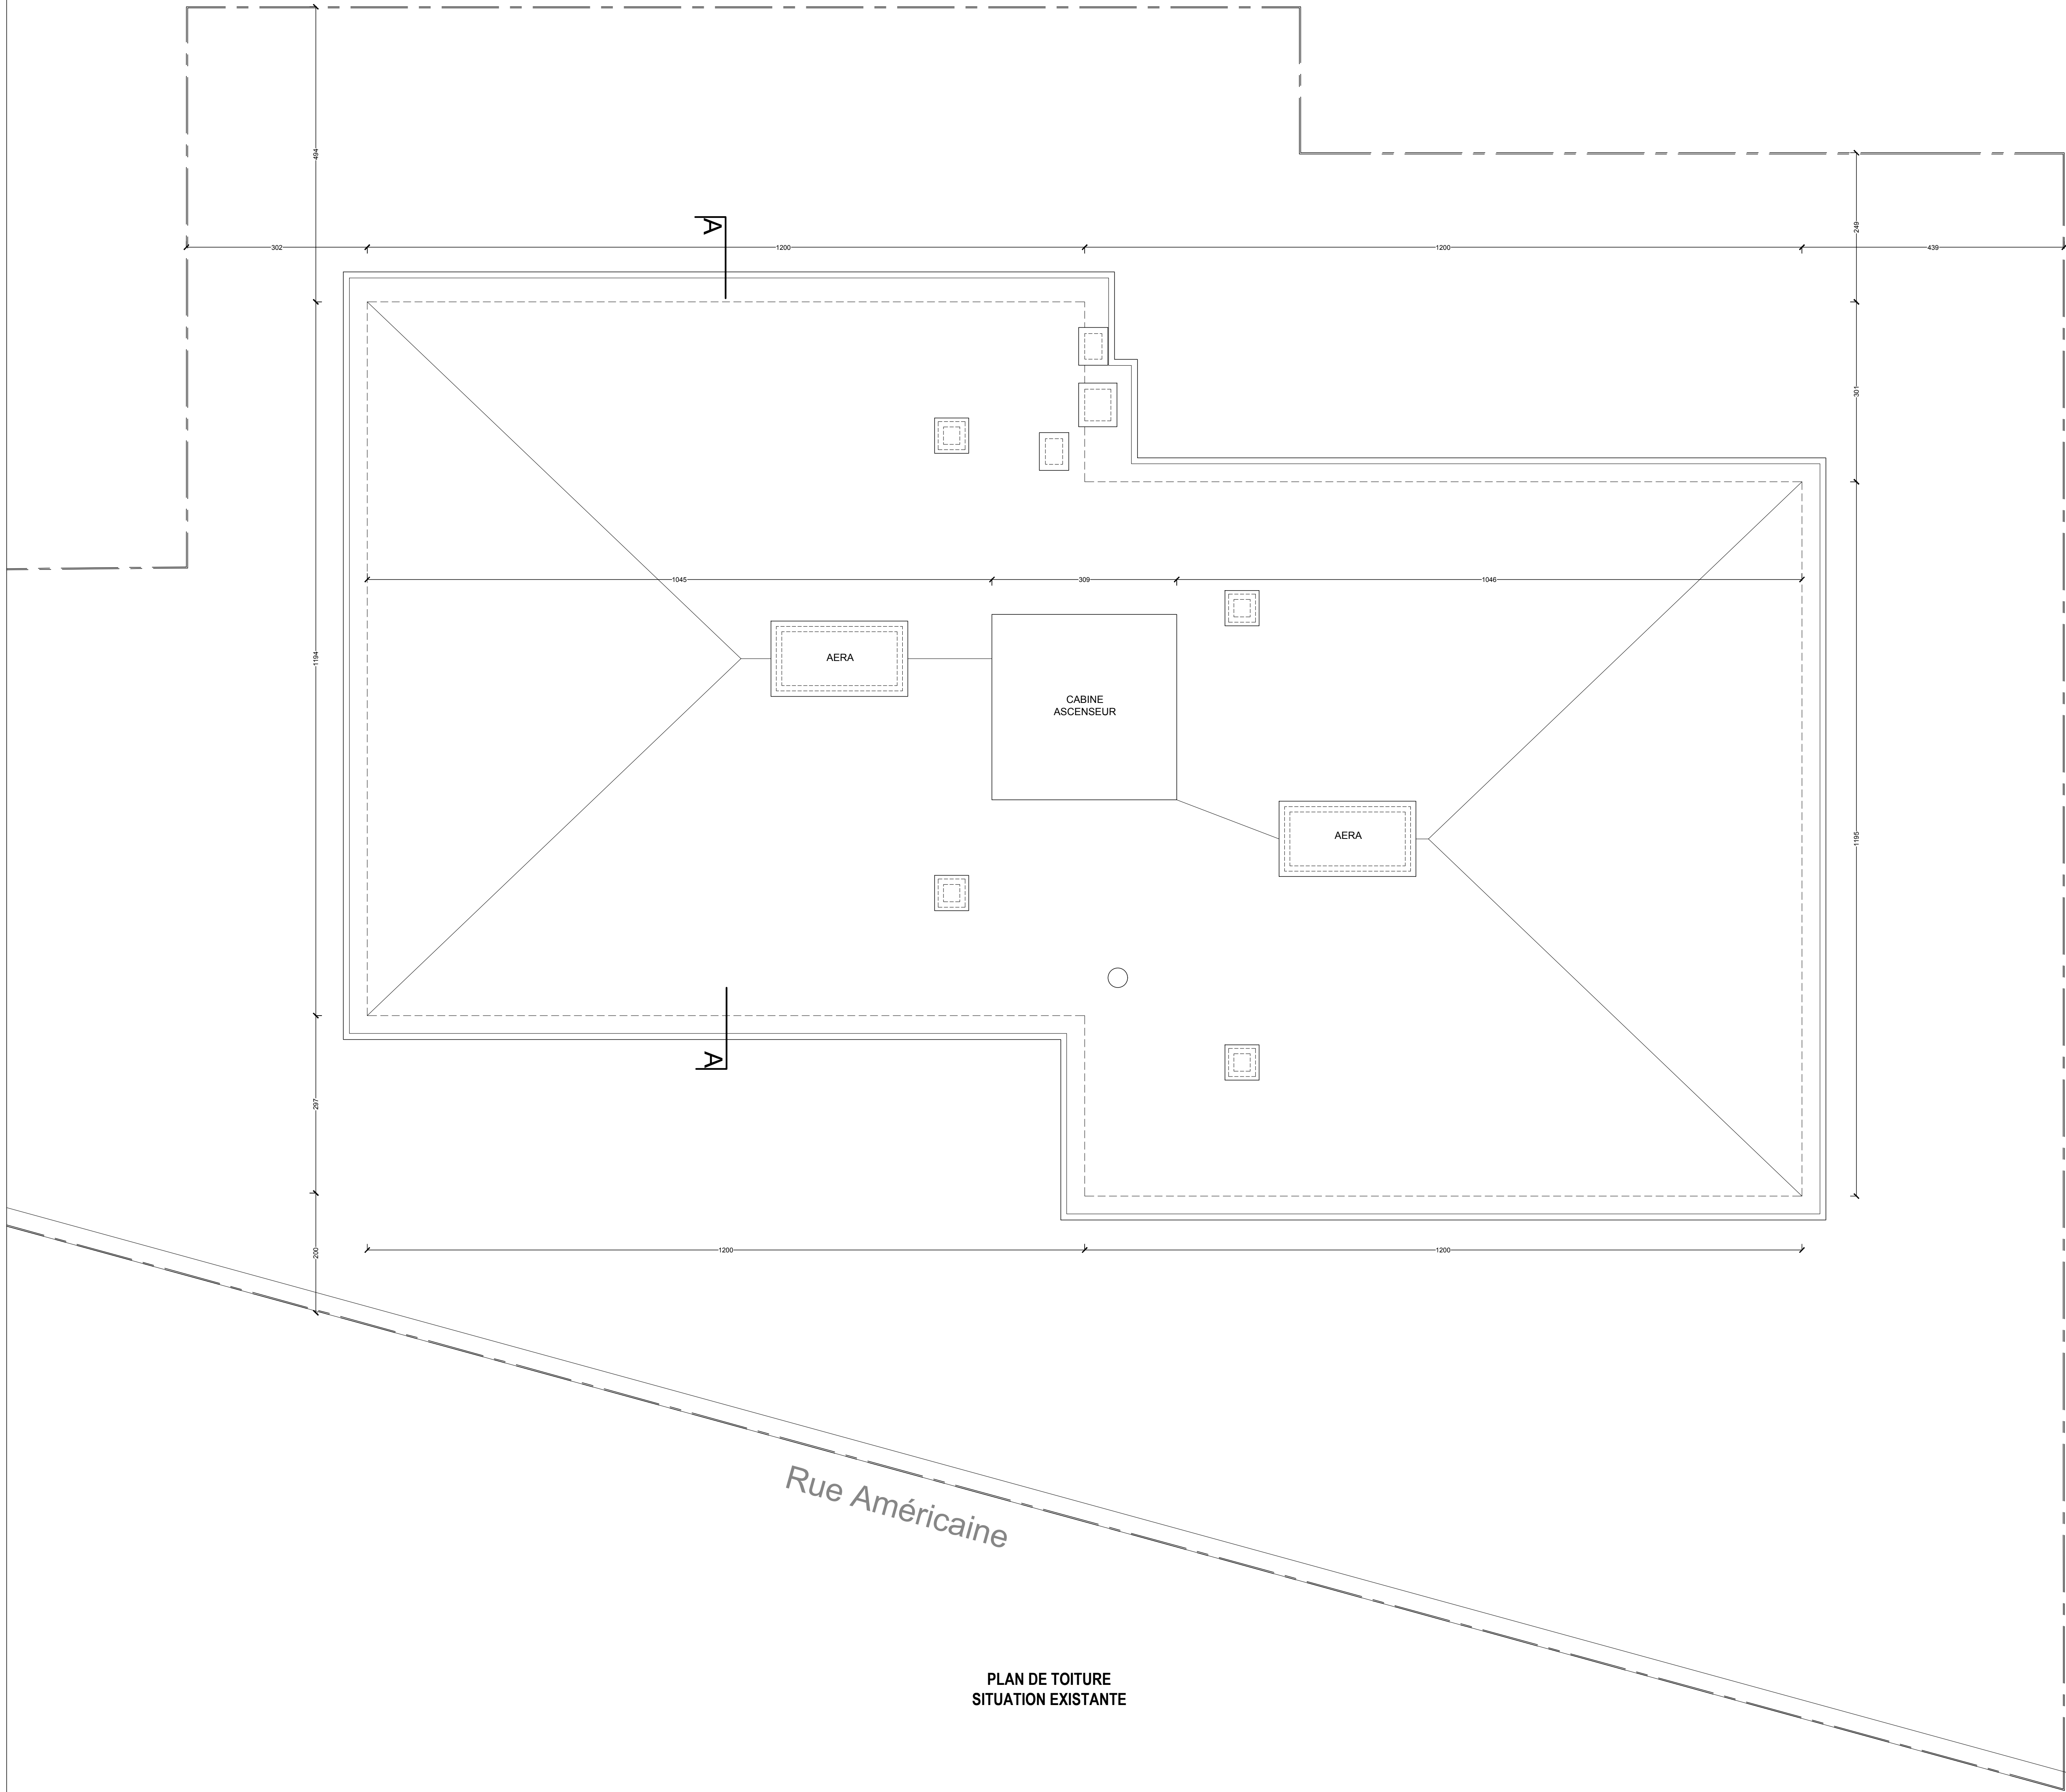 494
A
249
302
1200
1200
439
301
1045
309
1046
1194
AERA
CABINE
ASCENSEUR
AERA
1195
A
297
200
1200
1200
Rue Américaine
PLAN DE TOITURE
SITUATION EXISTANTE